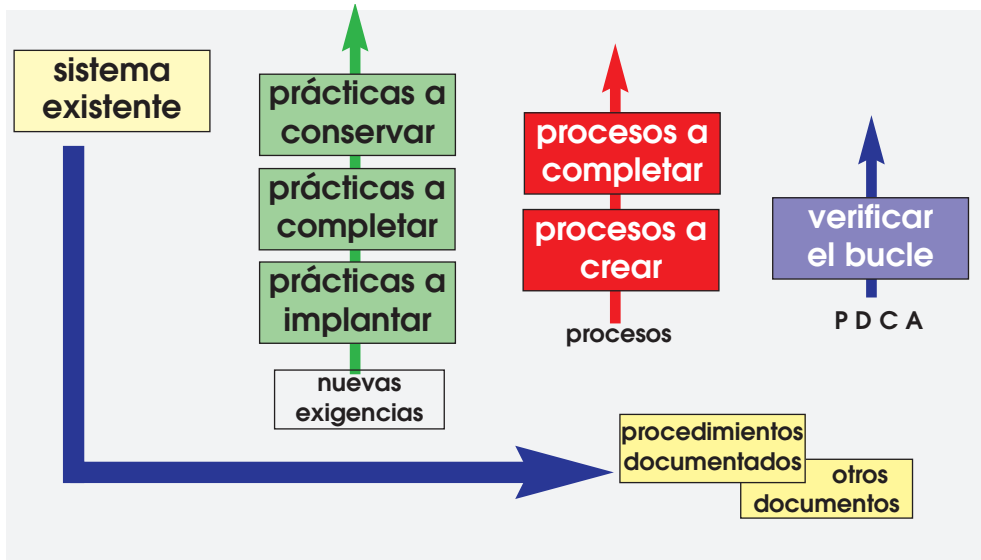 sistema
existente
prácticas a
conservar
prácticas a
completar
prácticas a
implantar
nuevas
exigencias
procesos a
completar
procesos a
crear
procesos
verificar
el bucle
P D C A
procedimientos
documentados
otros
documentos